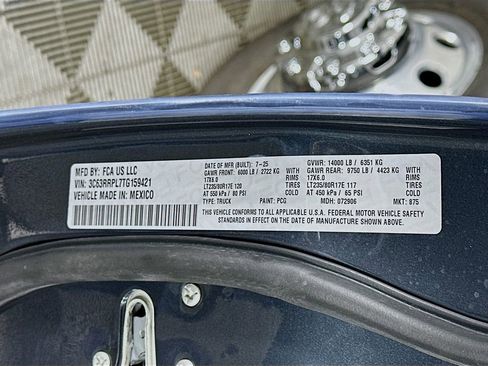 MFD BY: FCA US LLC
VIN: 3C63RRPL7TG159421
VEHICLE MADE IN: MEXICO
DATE OF MFR (BUILT): 7-25 GVWR: 14000 LB / 6351 KG
GAWR FRONT: 6000 LB / 2722 KG WITH GAWR REAR: 9750 LB / 4423 KG WITH
17X6.0 RIMS 17X6.0 RIMS
LT235/80R17E 120 TIRES LT235/80R17E 117 TIRES
AT 550 kPa / 80 PSI COLD AT 450 kPa / 65 PSI COLD
THIS VEHICLE CONFORMS TO ALL APPLICABLE U.S.A. FEDERAL MOTOR VEHICLE SAFETY
STANDARDS IN EFFECT ON THE DATE OF MANUFACTURE SHOWN ABOVE.
TYPE: TRUCK PAINT: PCG MDH: 072906 MKT: 875